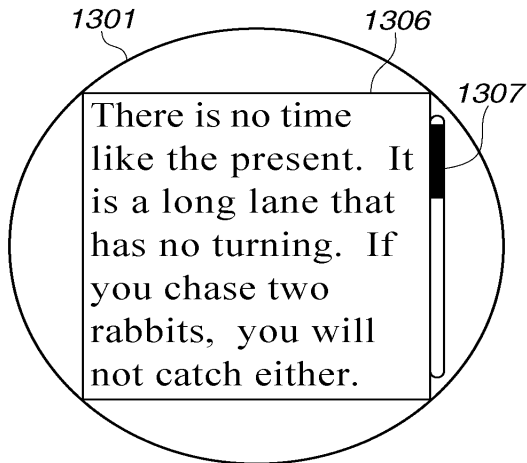 1301
1306
1307
There is no time
like the present.  It
is a long lane that
has no turning.  If
you chase two
rabbits,  you will
not catch either.